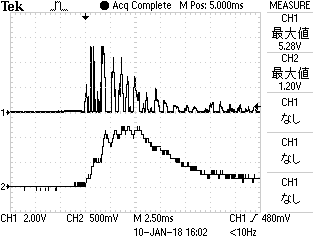 Tek Acq Complete M Pos: 5.000ms MEASURE
CH1
最大値
5.28V
CH2
最大値
1.20V
CH1
なし
CH1
なし
CH1
なし
1
2
CH1 2.00V CH2 500mV M 2.50ms CH1 480mV
10-JAN-18 16:02 <10Hz